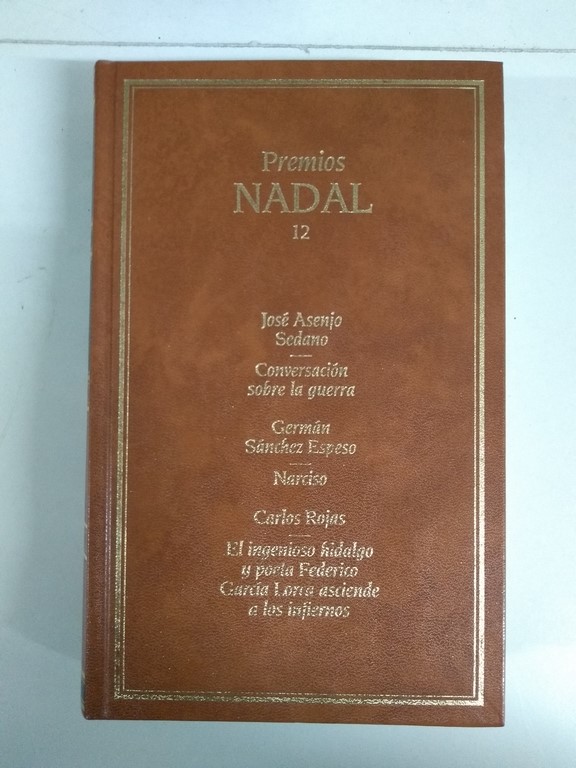 Premios
NADAL
12
José Asenjo
Sedano
Conversación
sobre la guerra
Germán
Sánchez Espeso
Narciso
Carlos Rojas
El ingenioso hidalgo
y poeta Federico
García Lorca asciende
a los infiernos